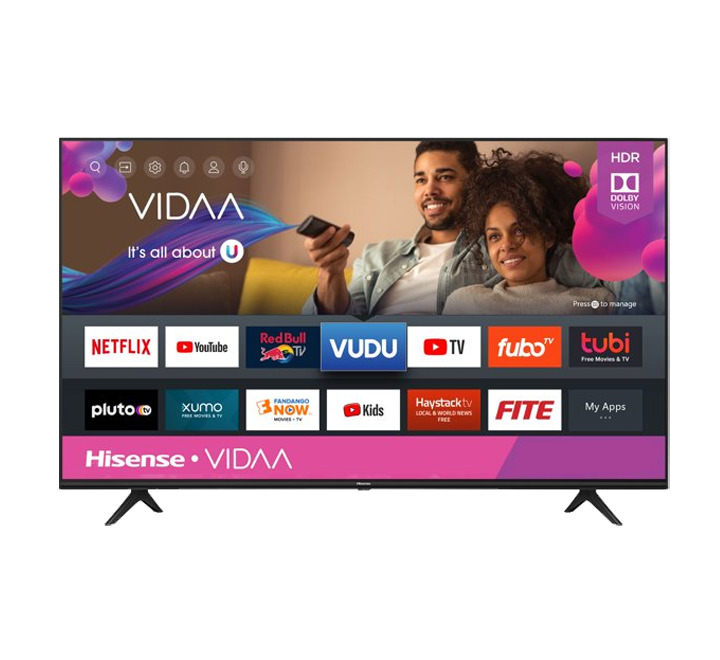 HDR
DOLBY
VISION
VIDAA
It's all about U
Press to manage
NETFLIX
YouTube
Red Bull
TV
VUDU
TV
fubo TV
tubi
Free Movies & TV
pluto tv
XUMO
FREE MOVIES & TV
FANDANGO
NOW
MOVIES + TV
Kids
Haystack tv
LOCAL & WORLD NEWS
FREE
FITE
My Apps
Hisense • VIDAA
Hisense